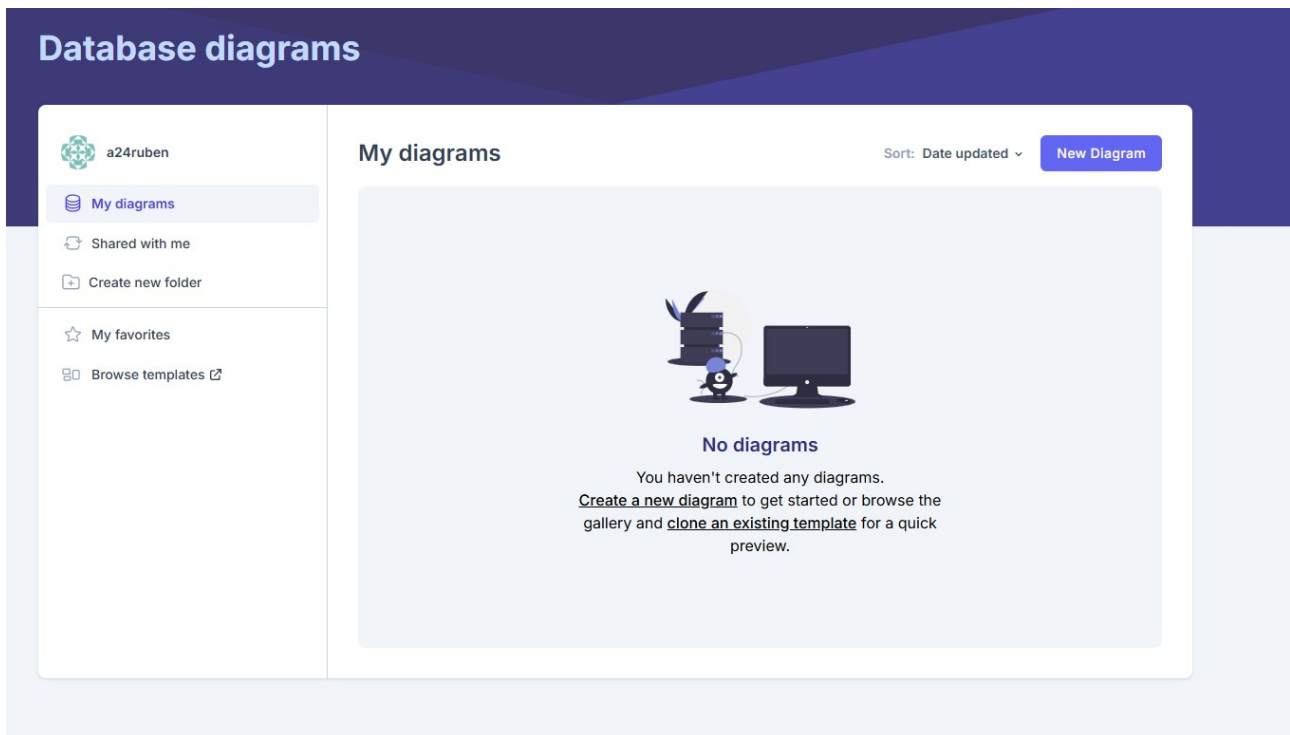 Database diagrams
a24ruben
My diagrams
Shared with me
Create new folder
My favorites
Browse templates
My diagrams
Sort: Date updated
New Diagram
No diagrams
You haven't created any diagrams.
Create a new diagram to get started or browse the
gallery and clone an existing template for a quick
preview.